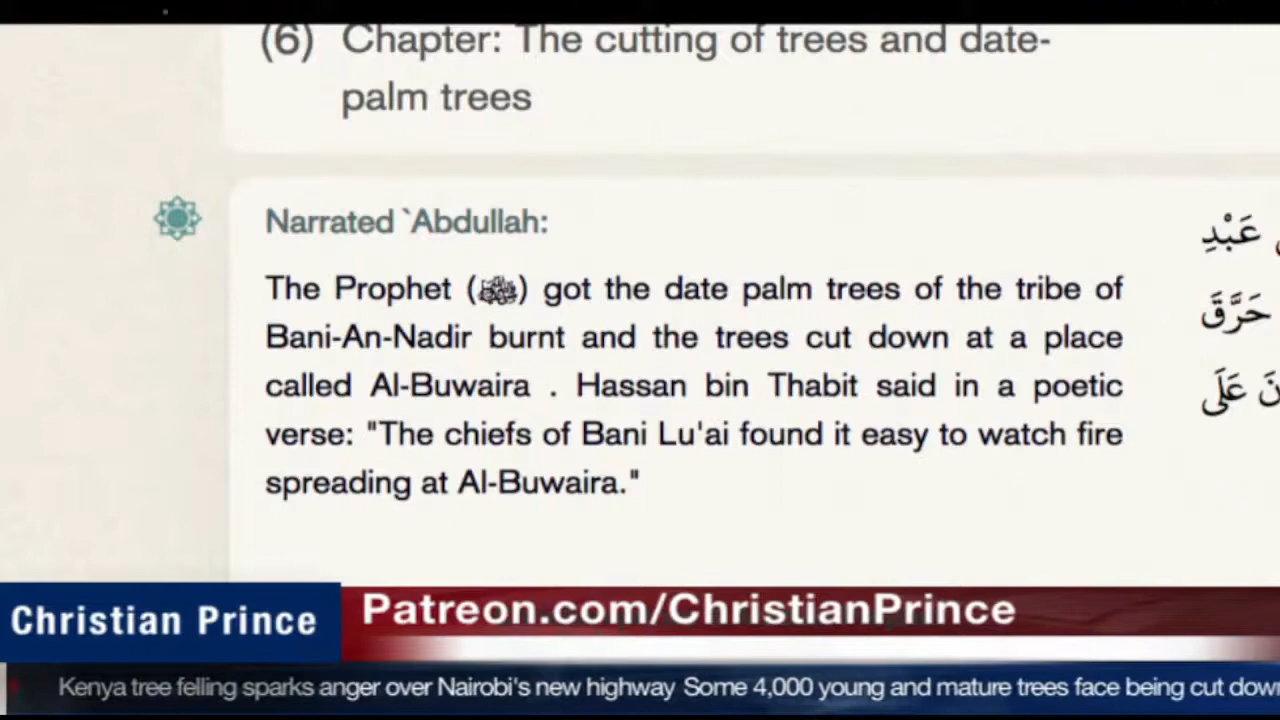 (6) Chapter: The cutting of trees and date-
palm trees
Narrated `Abdullah:
The Prophet (ﷺ) got the date palm trees of the tribe of
Bani-An-Nadir burnt and the trees cut down at a place
called Al-Buwaira . Hassan bin Thabit said in a poetic
verse: "The chiefs of Bani Lu'ai found it easy to watch fire
spreading at Al-Buwaira."
عَبْدِ
حَرَّقَ
عَلَى
Christian Prince
Patreon.com/ChristianPrince
Kenya tree felling sparks anger over Nairobi's new highway Some 4,000 young and mature trees face being cut down